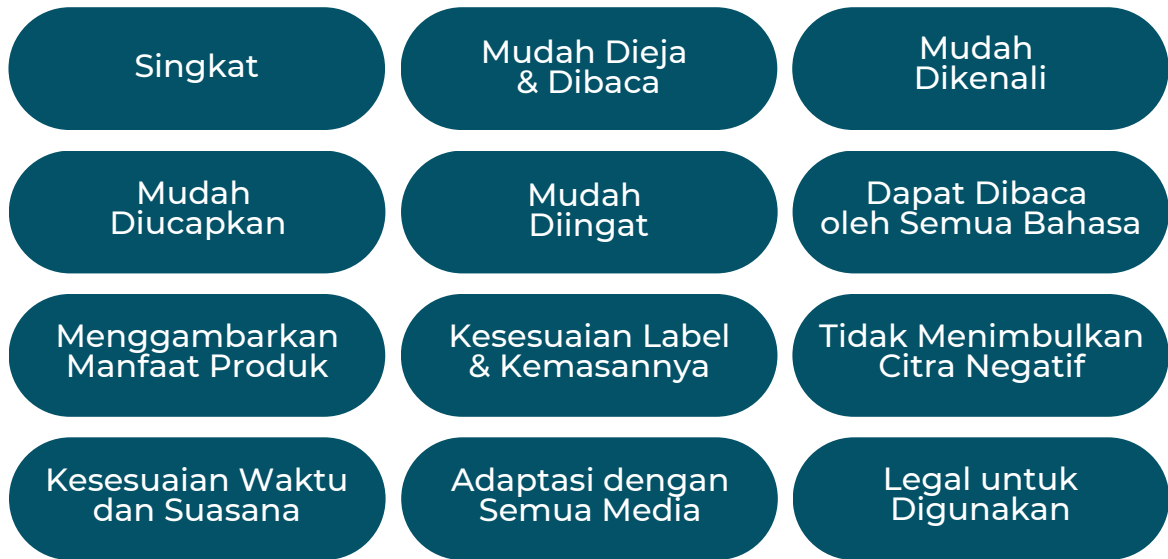 Singkat
Mudah Dieja
& Dibaca
Mudah
Dikenali
Mudah
Diucapkan
Mudah
Diingat
Dapat Dibaca
oleh Semua Bahasa
Menggambarkan
Manfaat Produk
Kesesuaian Label
& Kemasannya
Tidak Menimbulkan
Citra Negatif
Kesesuaian Waktu
dan Suasana
Adaptasi dengan
Semua Media
Legal untuk
Digunakan